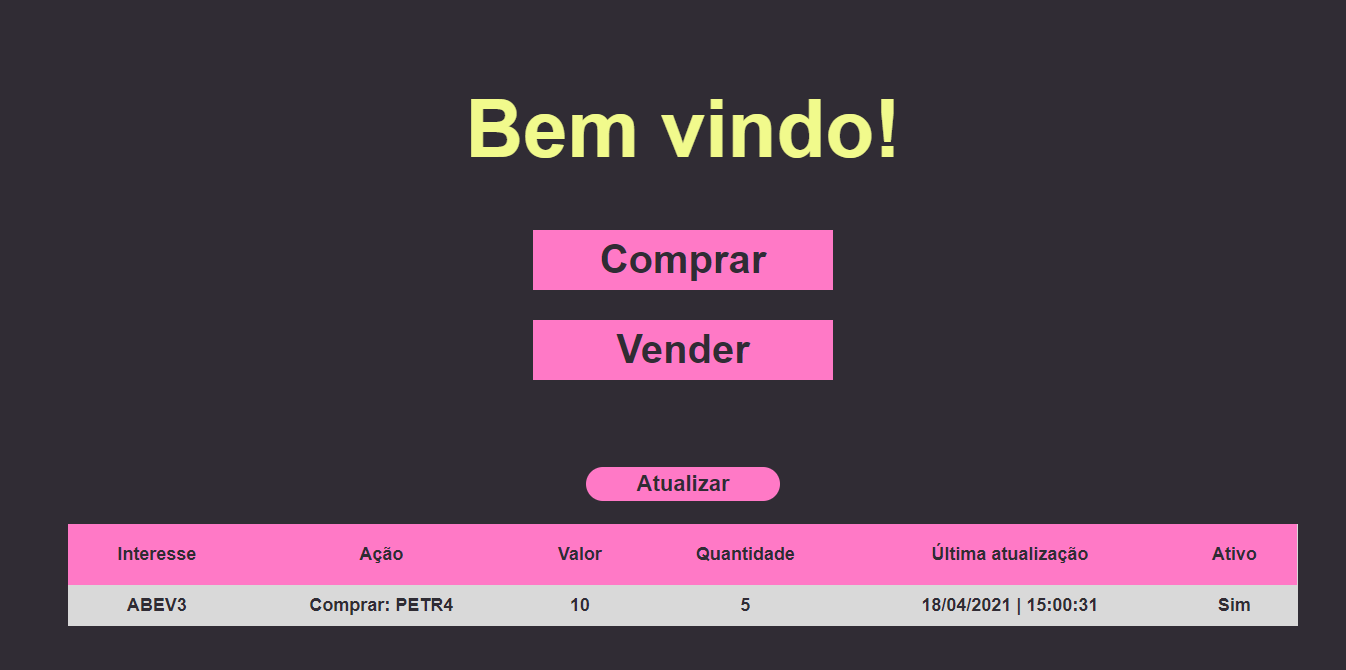 Bem vindo!
Comprar
Vender
Atualizar
Interesse Ação Valor Quantidade Última atualização Ativo
ABEV3 Comprar: PETR4 10 5 18/04/2021 | 15:00:31 Sim